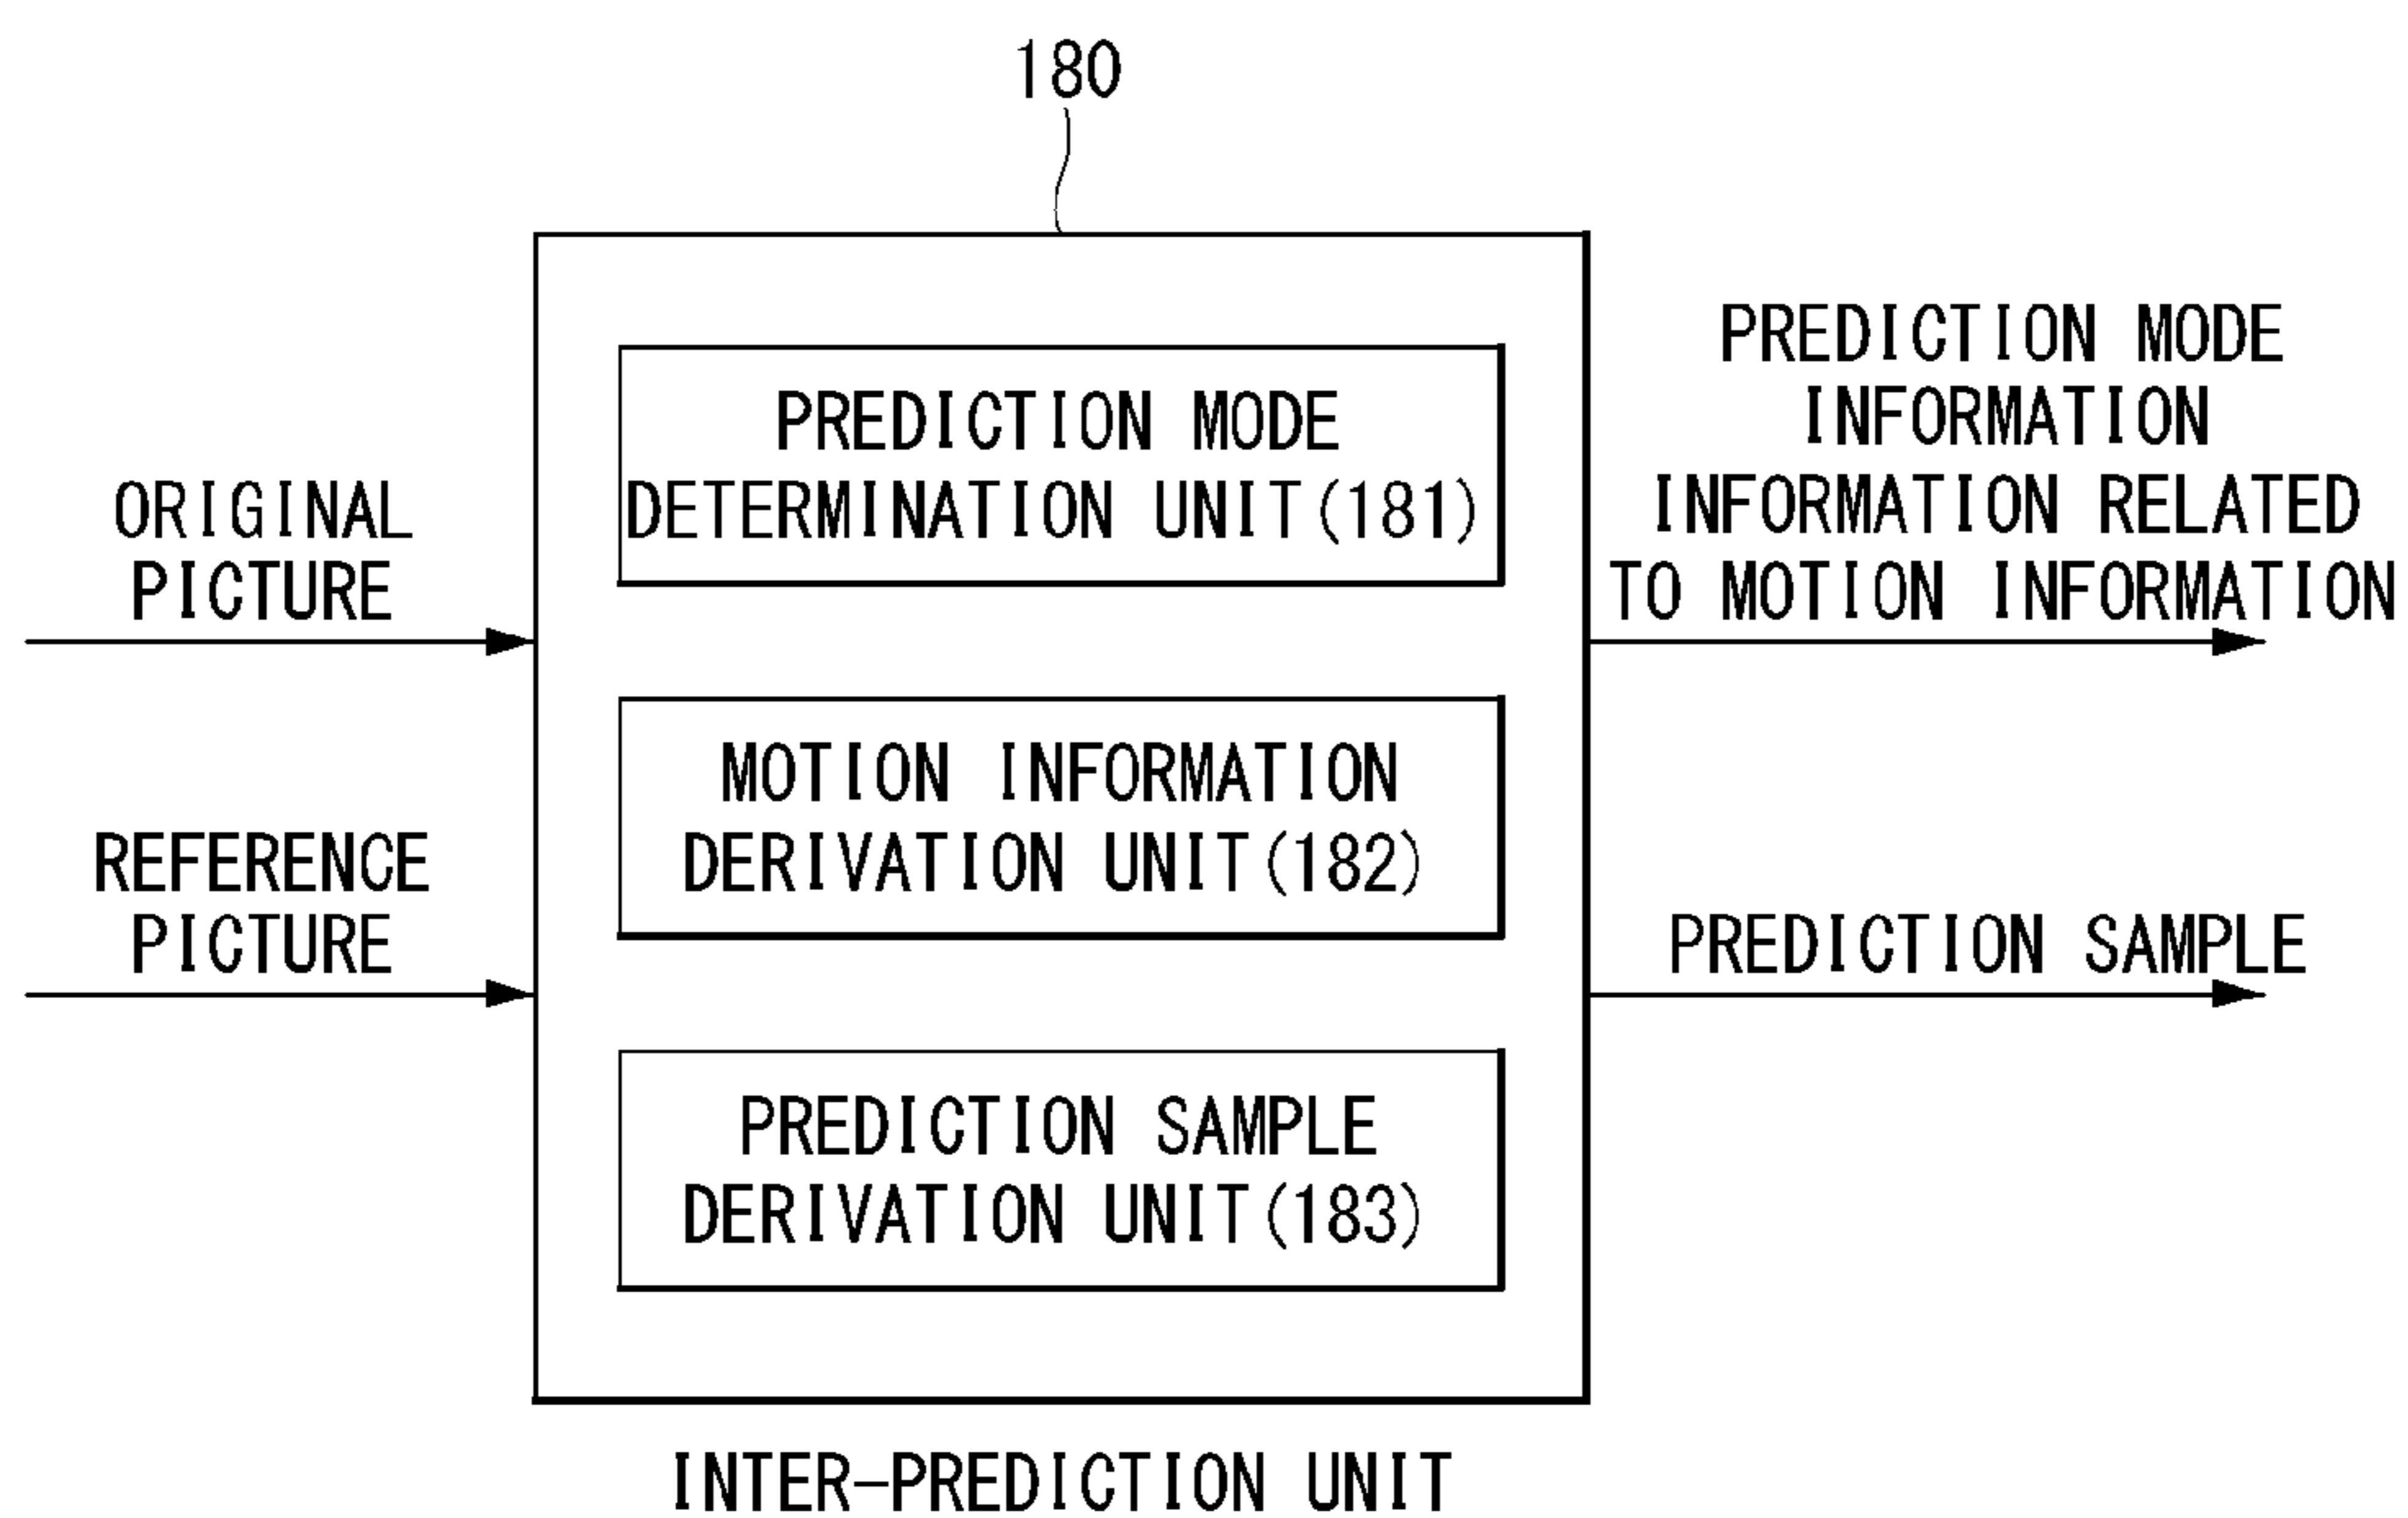 180
ORIGINAL
PICTURE
REFERENCE
PICTURE
PREDICTION MODE
DETERMINATION UNIT(181)
MOTION INFORMATION
DERIVATION UNIT(182)
PREDICTION SAMPLE
DERIVATION UNIT(183)
PREDICTION MODE
INFORMATION
INFORMATION RELATED
TO MOTION INFORMATION
PREDICTION SAMPLE
INTER-PREDICTION UNIT